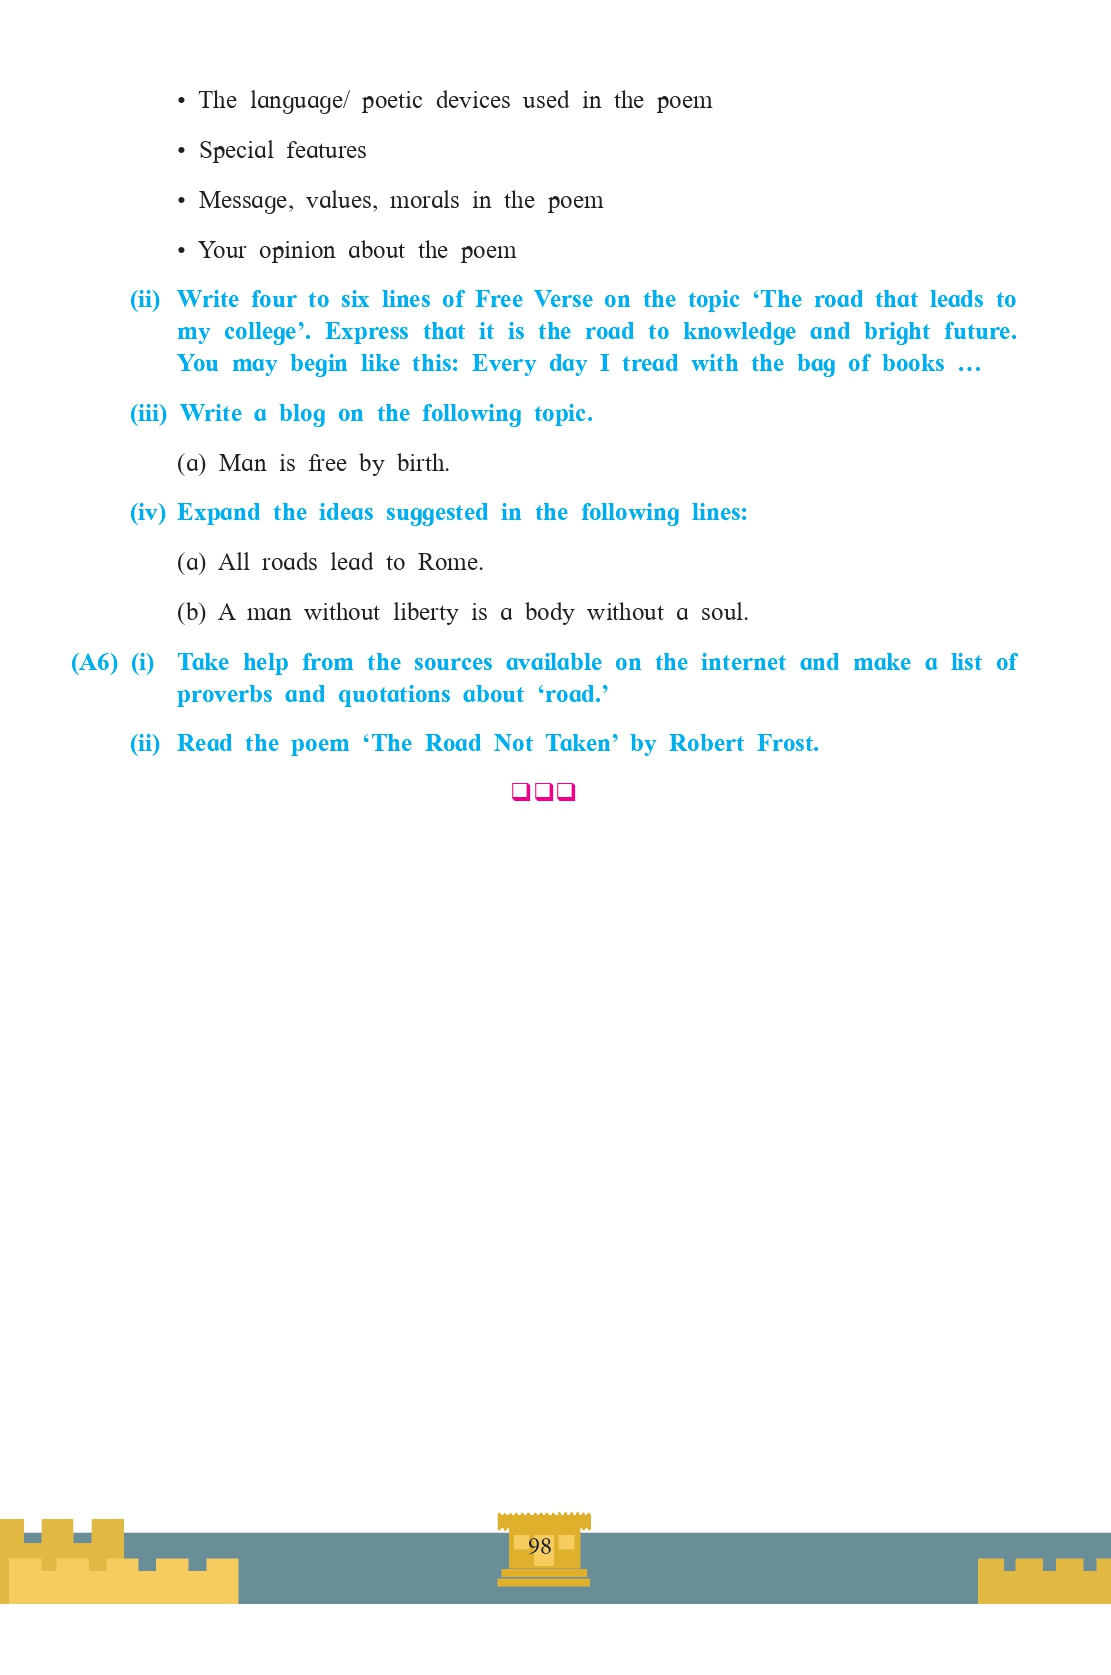 • The language/ poetic devices used in the poem
• Special features
• Message, values, morals in the poem
• Your opinion about the poem
(ii) Write four to six lines of Free Verse on the topic ‘The road that leads to
my college’. Express that it is the road to knowledge and bright future.
You may begin like this: Every day I tread with the bag of books …
(iii) Write a blog on the following topic.
(a) Man is free by birth.
(iv) Expand the ideas suggested in the following lines:
(a) All roads lead to Rome.
(b) A man without liberty is a body without a soul.
(A6) (i) Take help from the sources available on the internet and make a list of
proverbs and quotations about ‘road.’
(ii) Read the poem ‘The Road Not Taken’ by Robert Frost.
❑❑❑
98